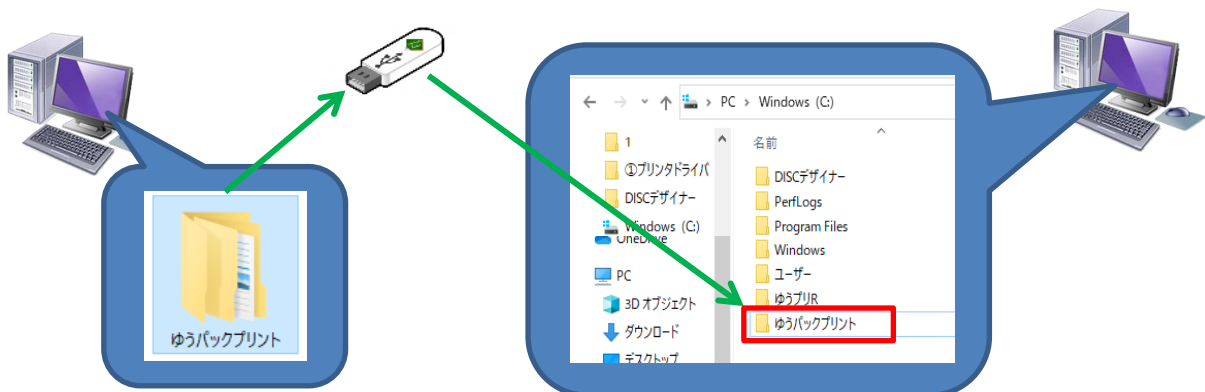 ゆうパックプリント
PC > Windows (C:)
1
①プリンタドライバ
DISCデザイナー
Windows (C:)
OneDrive
PC
3D オブジェクト
ダウンロード
デスクトップ
名前
DISCデザイナー
PerfLogs
Program Files
Windows
ユーザー
ゆうプリR
ゆうパックプリント